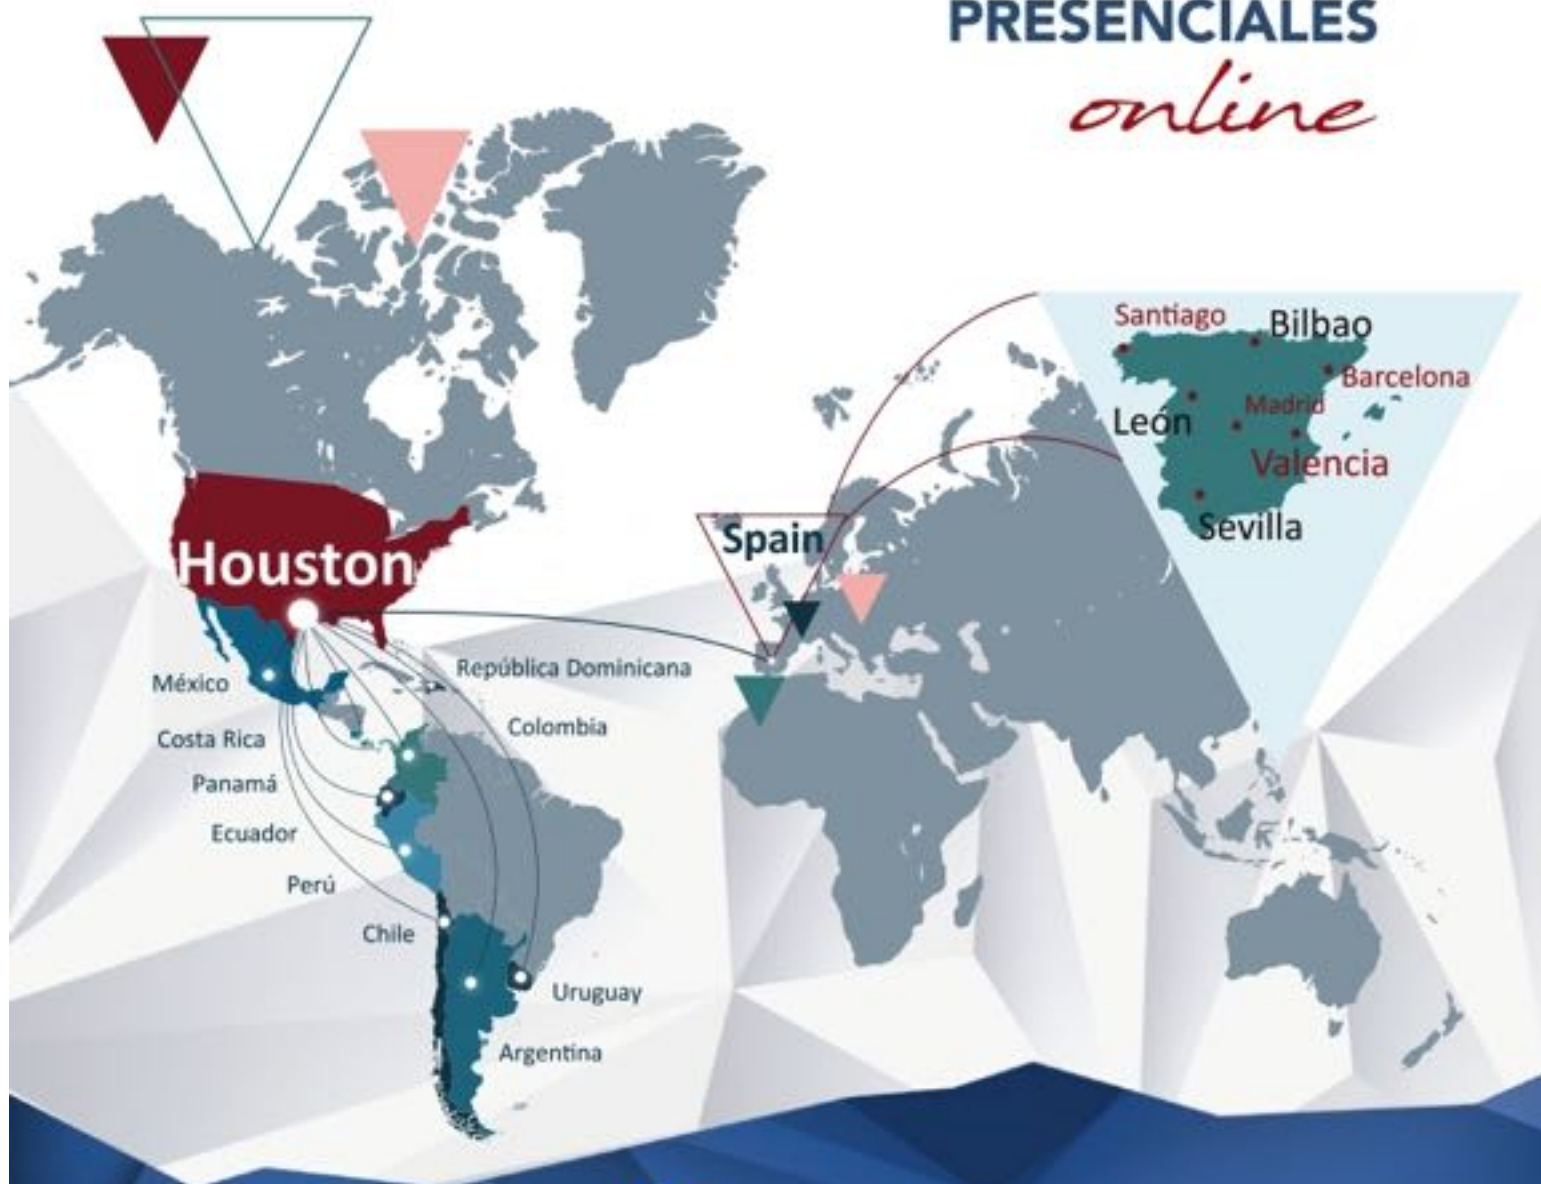 PRESENCIALES
online
Santiago
Bilbao
Barcelona
Madrid
León
Valencia
Sevilla
Spain
Houston
República Dominicana
México
Colombia
Costa Rica
Panamá
Ecuador
Perú
Chile
Uruguay
Argentina